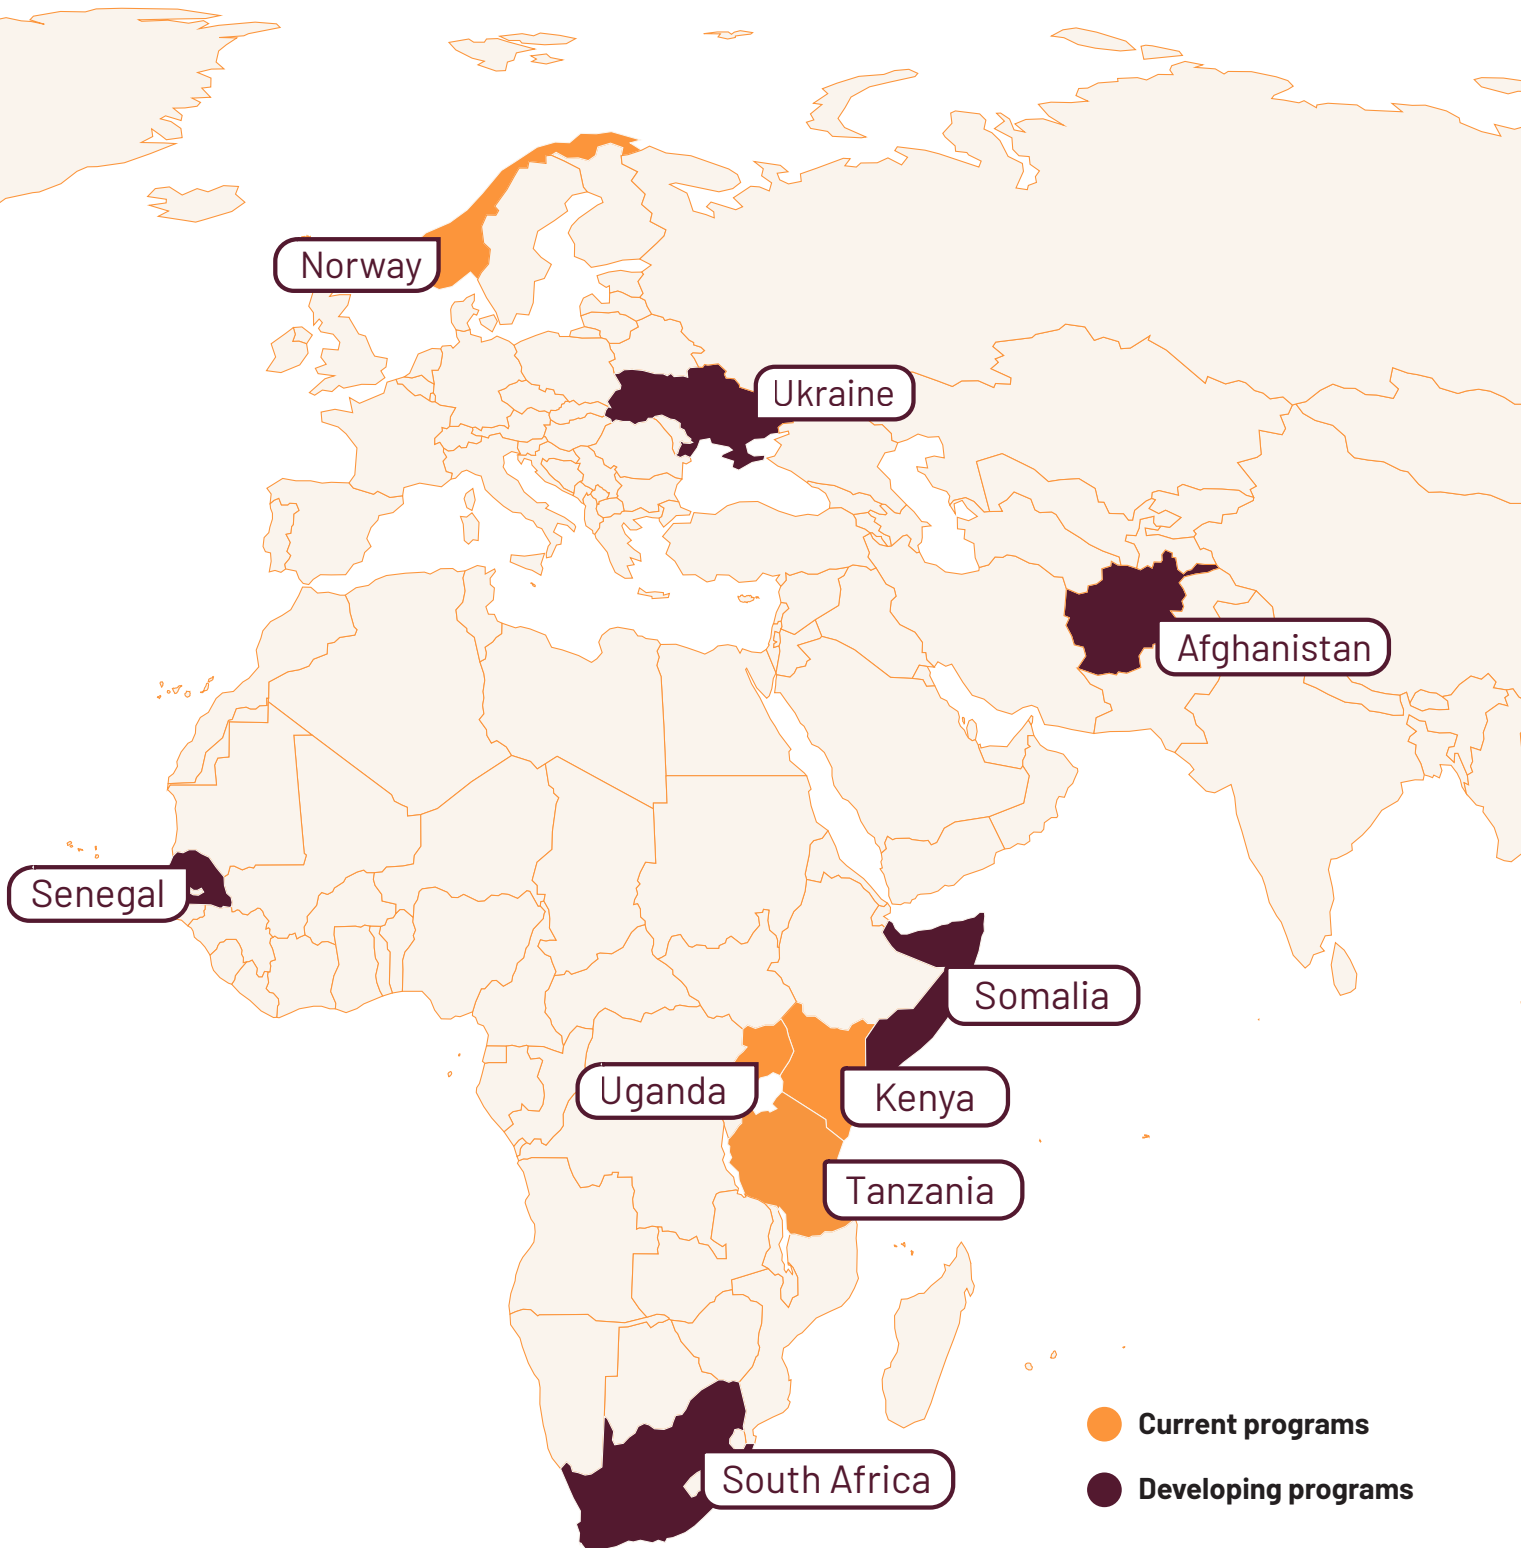 Norway
Ukraine
Afghanistan
Senegal
Somalia
Uganda
Kenya
Tanzania
Current programs
South Africa
Developing programs